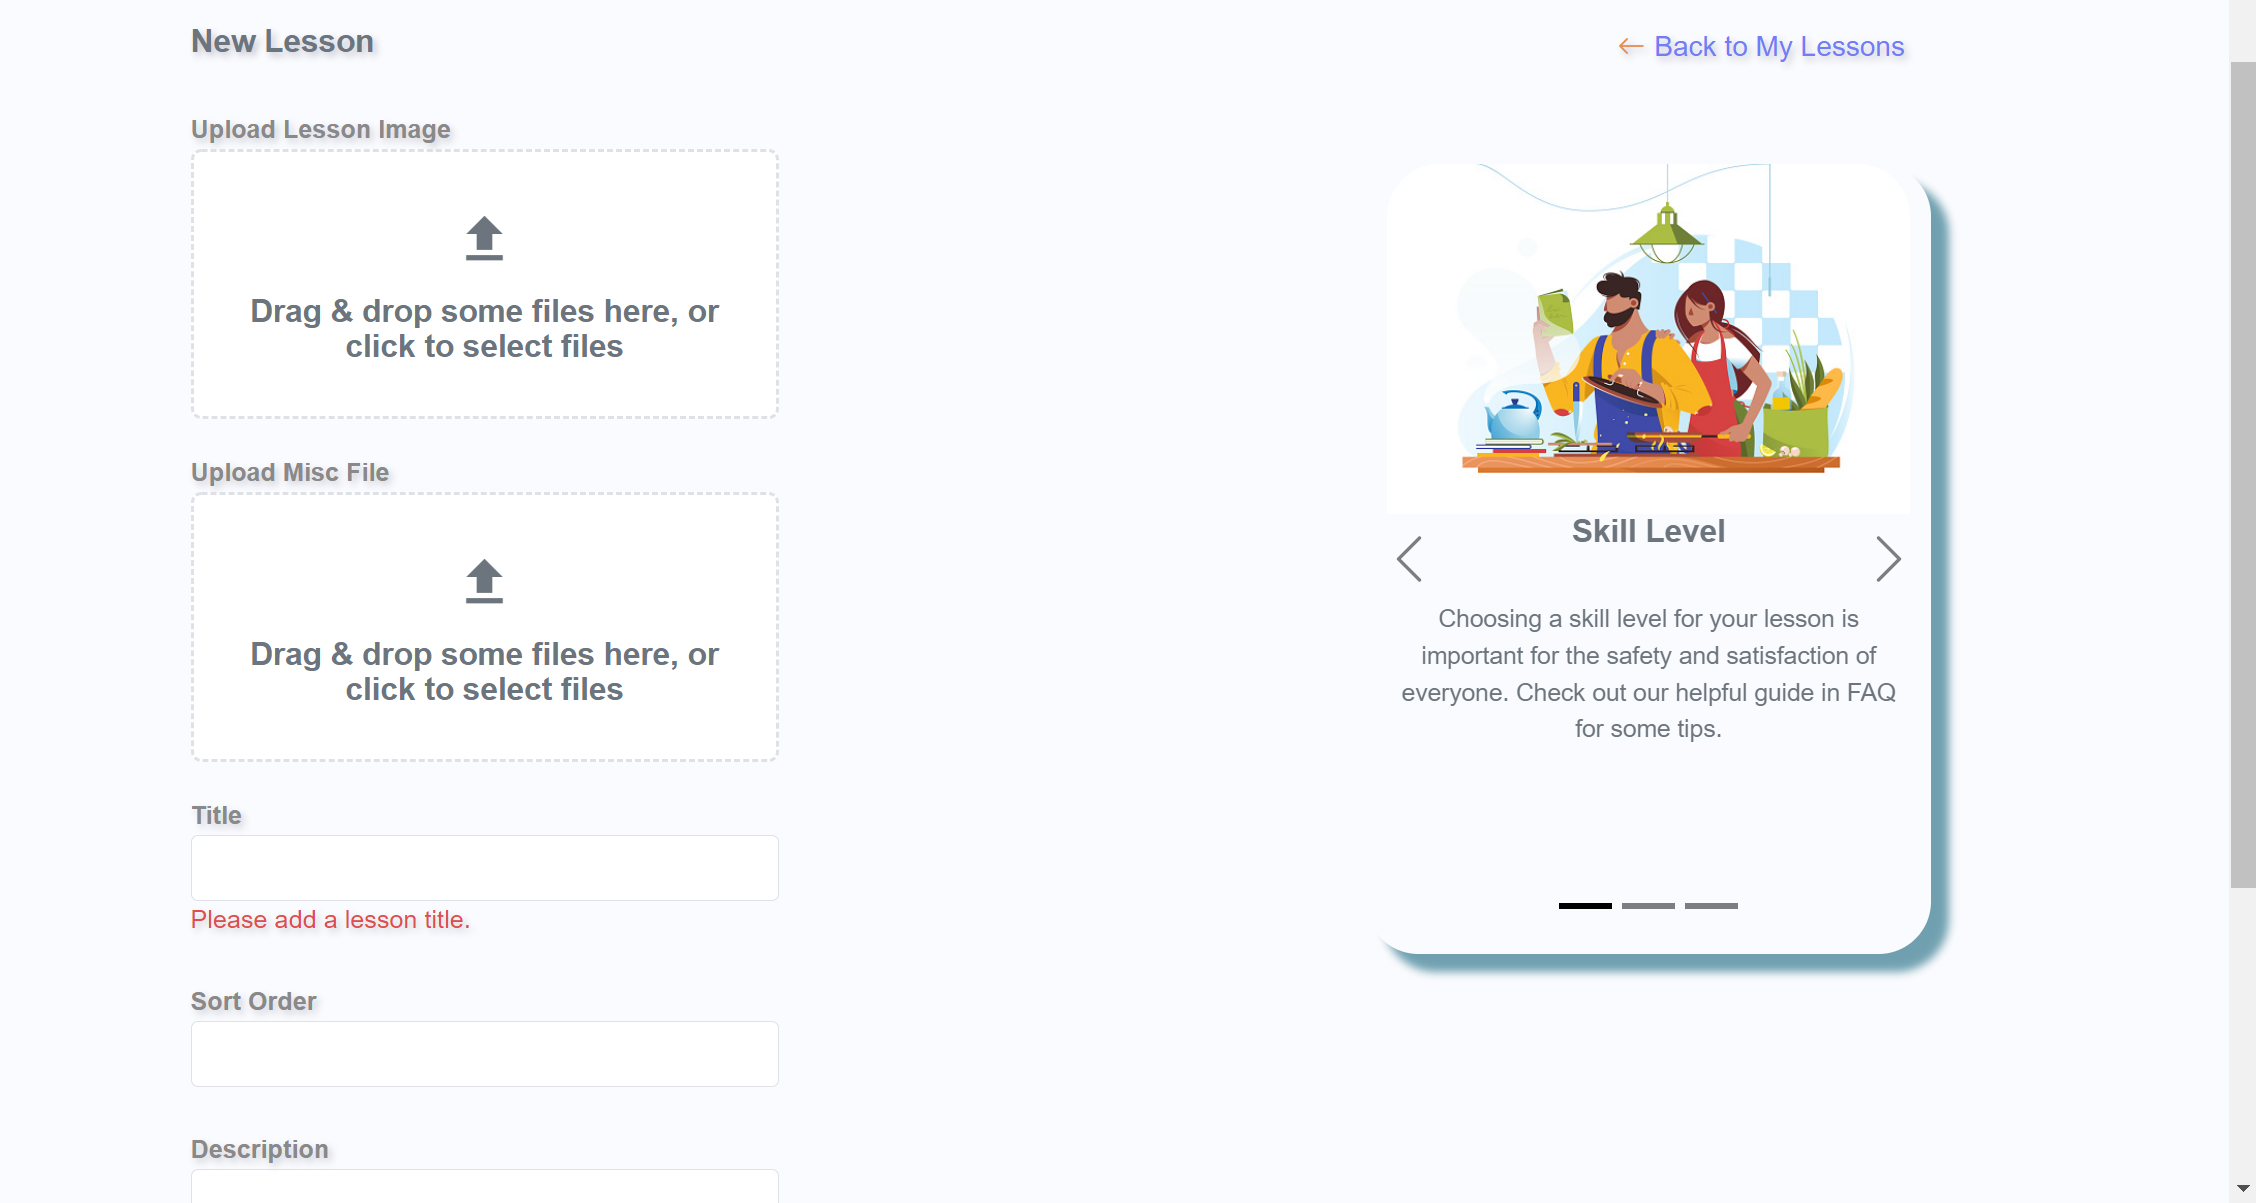 New Lesson
Back to My Lessons
Upload Lesson Image
Drag & drop some files here, or
click to select files
Upload Misc File
Drag & drop some files here, or
click to select files
Title
Please add a lesson title.
Sort Order
Description
Skill Level
Choosing a skill level for your lesson is
important for the safety and satisfaction of
everyone. Check out our helpful guide in FAQ
for some tips.